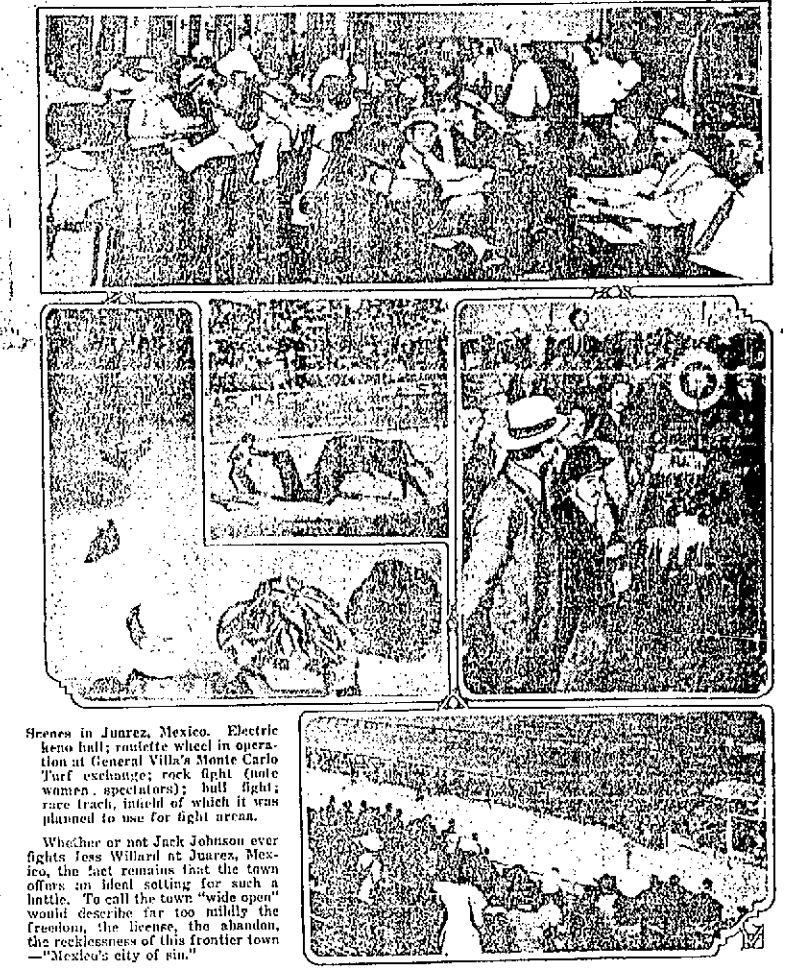 Scenes in Juarez, Mexico. Electric
keno hall; roulette wheel in opera-
tion at General Villa's Monte Carlo
Turf exchange; rock fight (note
women spectators); bull fight;
race track, infield of which it was
planned to use for fight arena.
Whether or not Jack Johnson ever
fights Jess Willard at Juarez, Mex-
ico, the fact remains that the town
offers an ideal setting for such a
battle. To call the town "wide open"
would describe far too mildly the
freedom, the license, the abandon,
the recklessness of this frontier town
—"Mexico's city of sin."